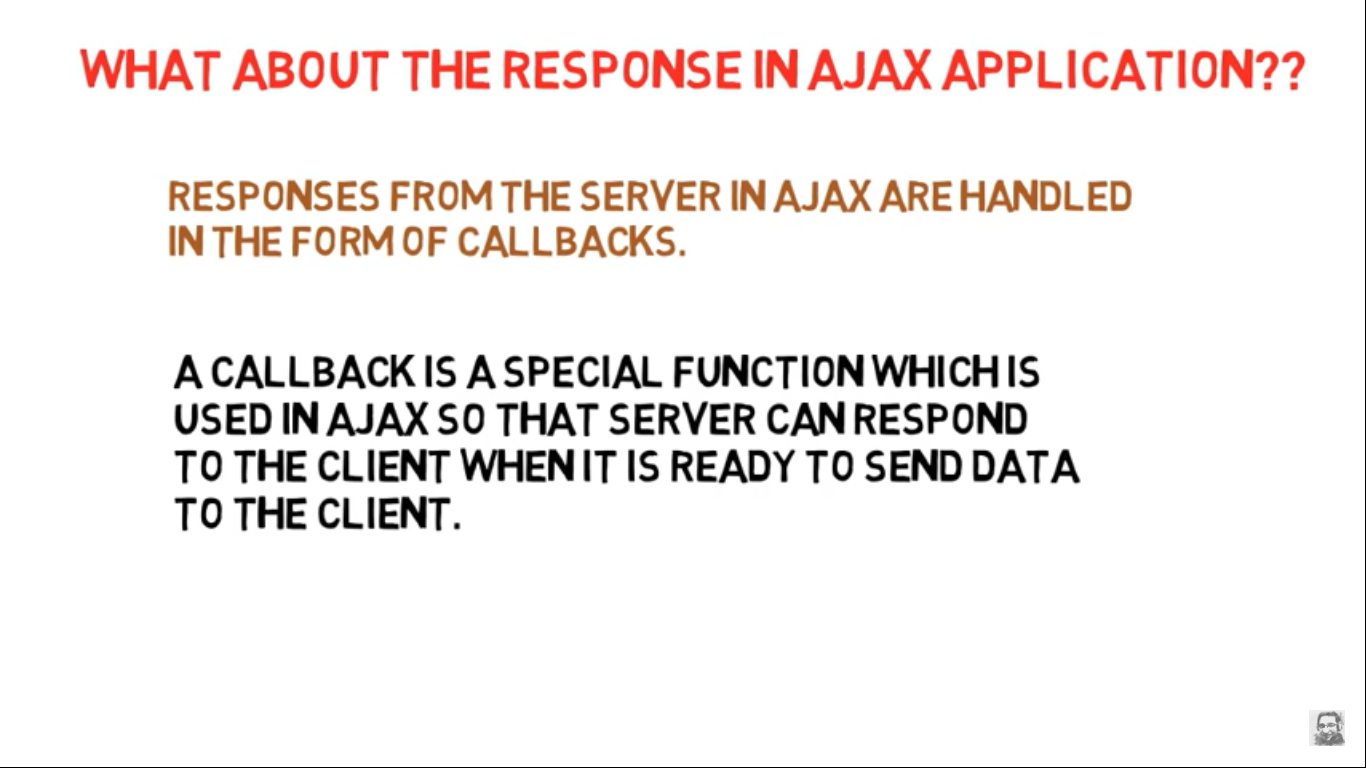 WHAT ABOUT THE RESPONSE IN AJAX APPLICATION??
RESPONSES FROM THE SERVER IN AJAX ARE HANDLED
IN THE FORM OF CALLBACKS.
A CALLBACK IS A SPECIAL FUNCTION WHICH IS
USED IN AJAX SO THAT SERVER CAN RESPOND
TO THE CLIENT WHEN IT IS READY TO SEND DATA
TO THE CLIENT.